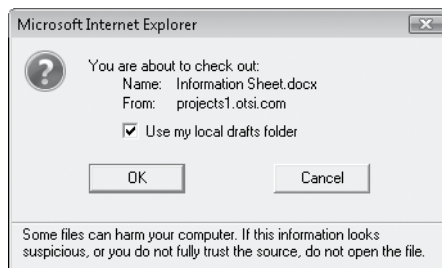 Microsoft Internet Explorer
You are about to check out:
Name: Information Sheet.docx
From: projects1.otsi.com
Use my local drafts folder
OK Cancel
Some files can harm your computer. If this information looks
suspicious, or you do not fully trust the source, do not open the file.